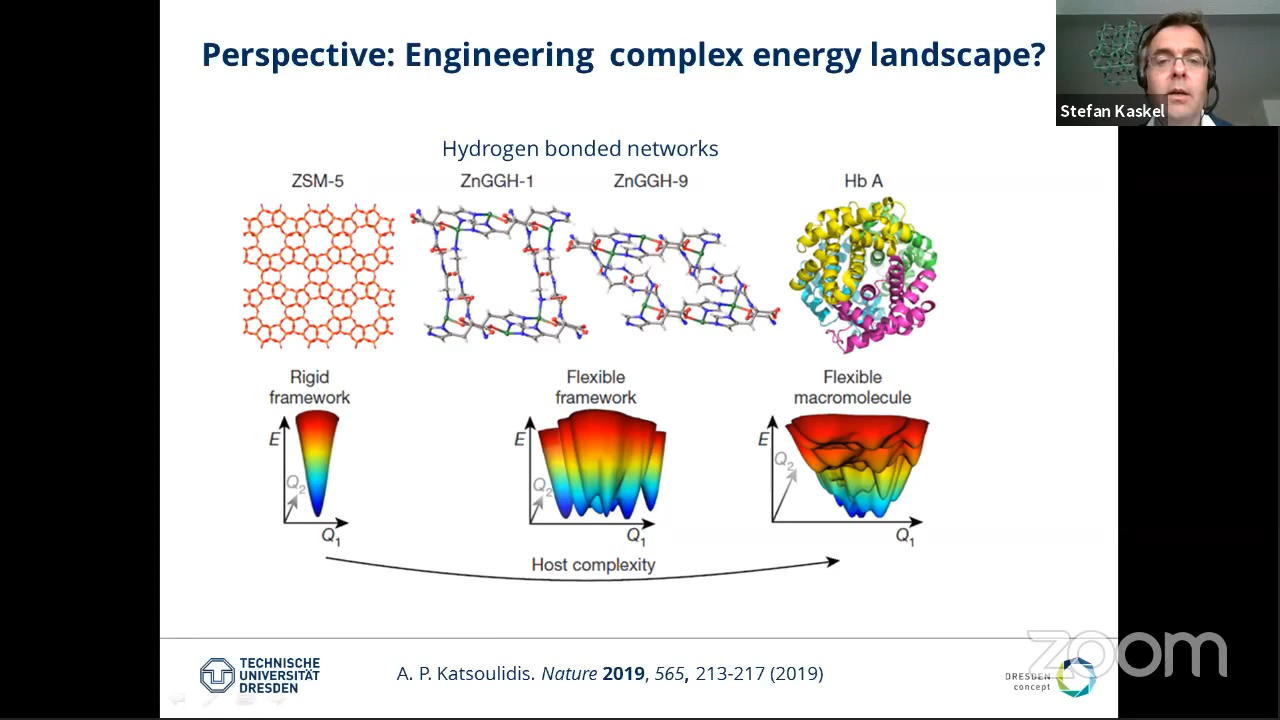 Perspective: Engineering complex energy landscape?
Stefan Kaskel
Hydrogen bonded networks
ZSM-5
ZnGGH-1
ZnGGH-9
Hb A
Rigid
framework
Flexible
framework
Flexible
macromolecule
E
Q2
Q1
E
Q2
Q1
E
Q2
Q1
Host complexity
TECHNISCHE
UNIVERSITÄT
DRESDEN
A. P. Katsoulidis. Nature 2019, 565, 213-217 (2019)
DRESDEN
concept
zoom